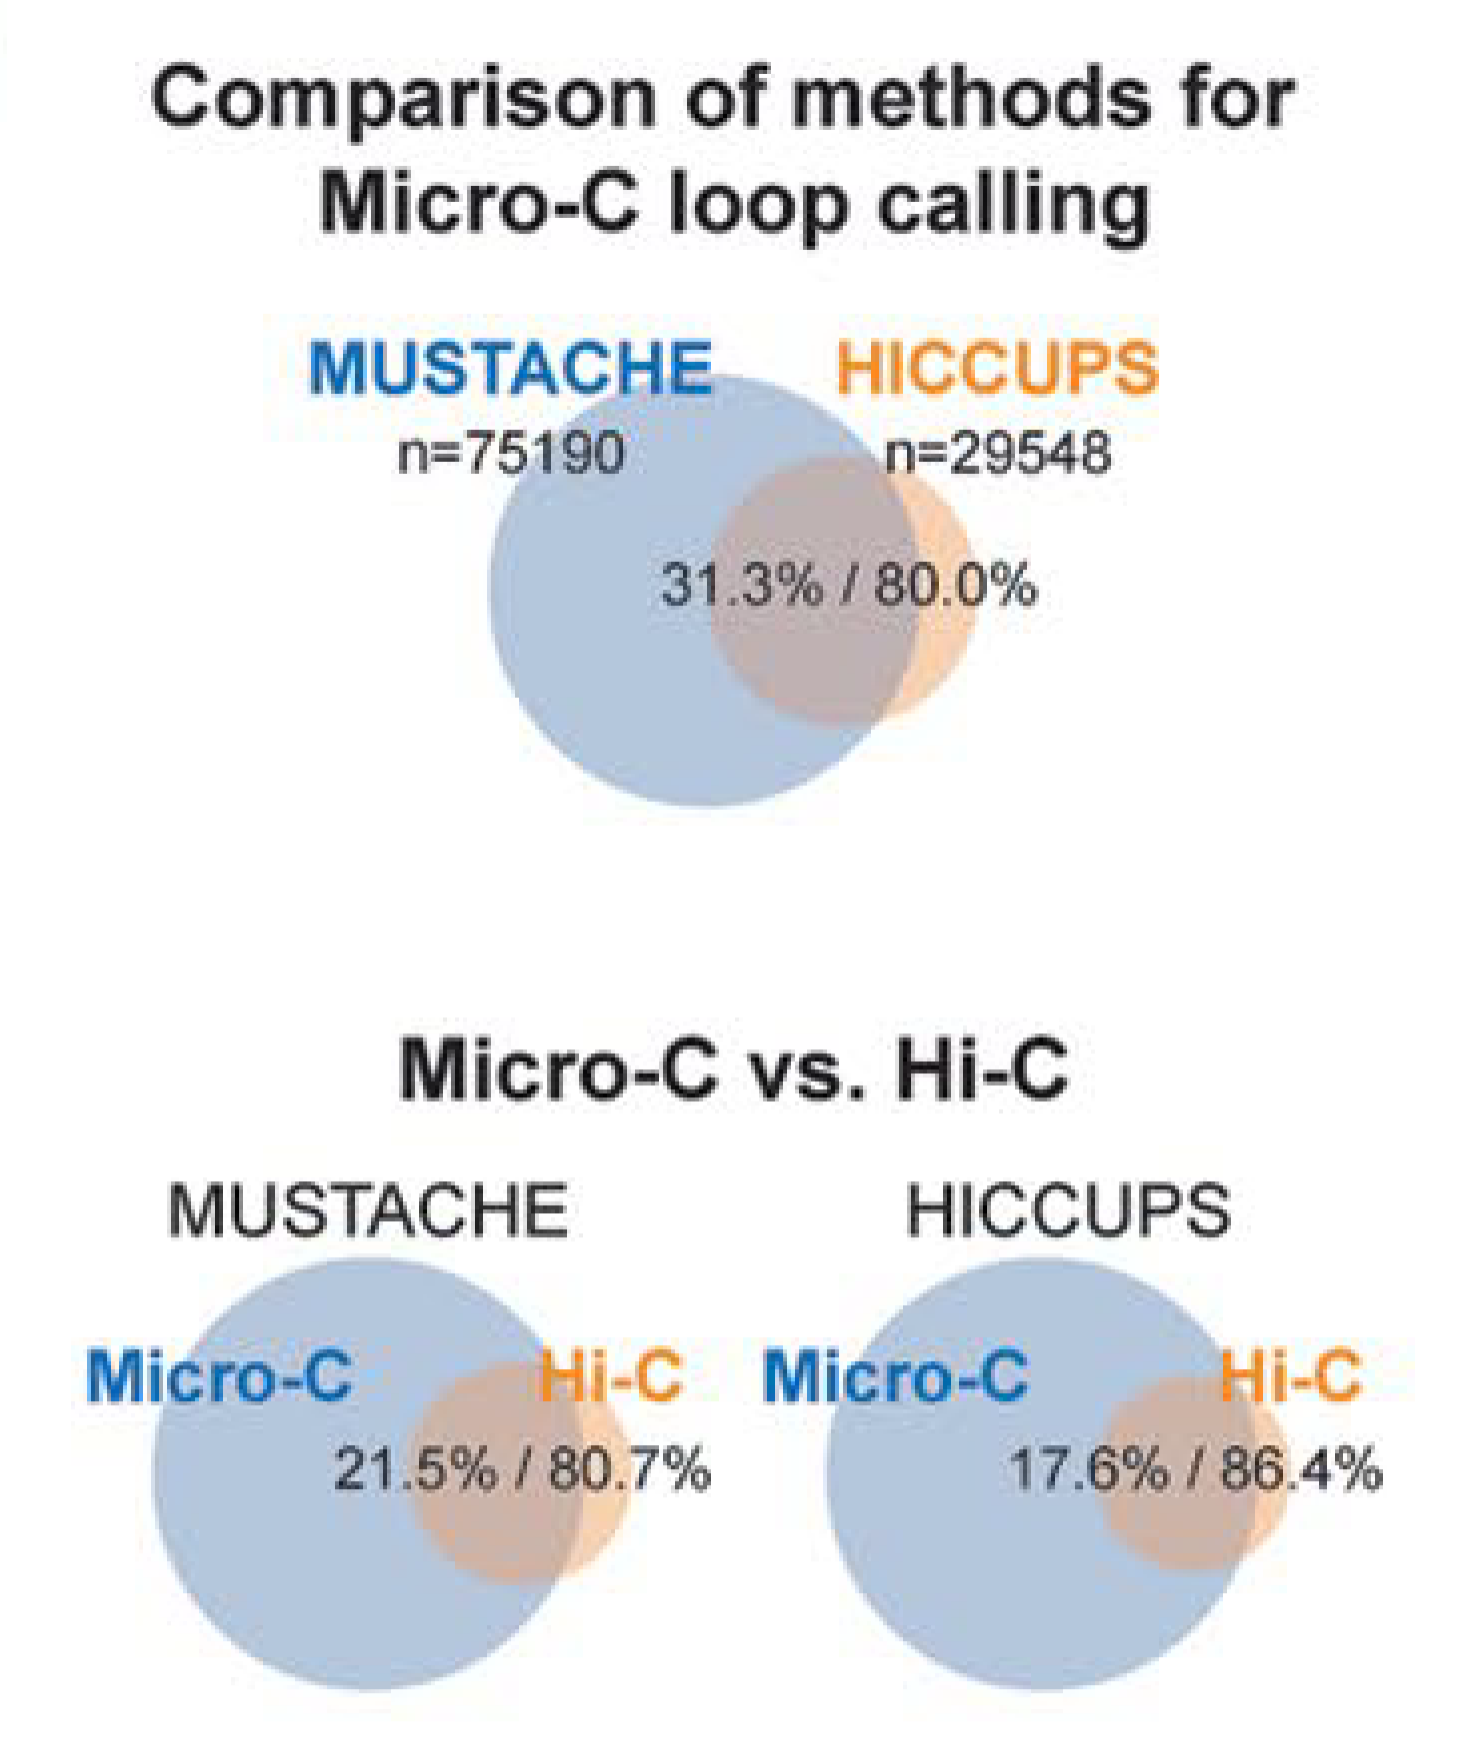 Comparison of methods for
Micro-C loop calling
MUSTACHE HICCUPS
n=75190 n=29548
31.3% / 80.0%
Micro-C vs. Hi-C
MUSTACHE HICCUPS
Micro-C Hi-C Micro-C Hi-C
21.5% / 80.7% 17.6% / 86.4%